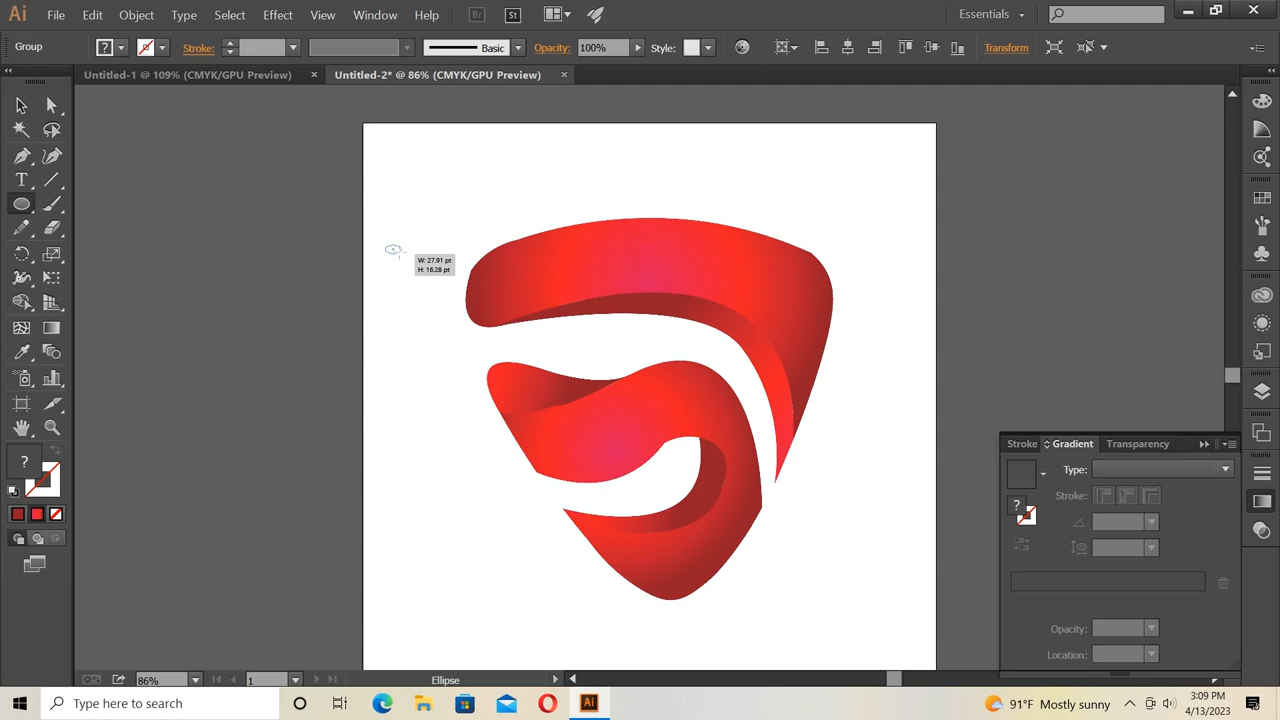 Ai File Edit Object Type Select Effect View Window Help Br St Essentials
Group ? Stroke: Basic Opacity: 100% Style: Transform
Untitled-1 @ 109% (CMYK/GPU Preview) × Untitled-2* @ 86% (CMYK/GPU Preview) ×
T
W: 27.91 pt
H: 16.28 pt
?
Stroke Gradient Transparency
Type:
Stroke:
?
Opacity:
Location:
86% 1 Ellipse
Type here to search Ai 91°F Mostly sunny 3:09 PM
4/13/2023